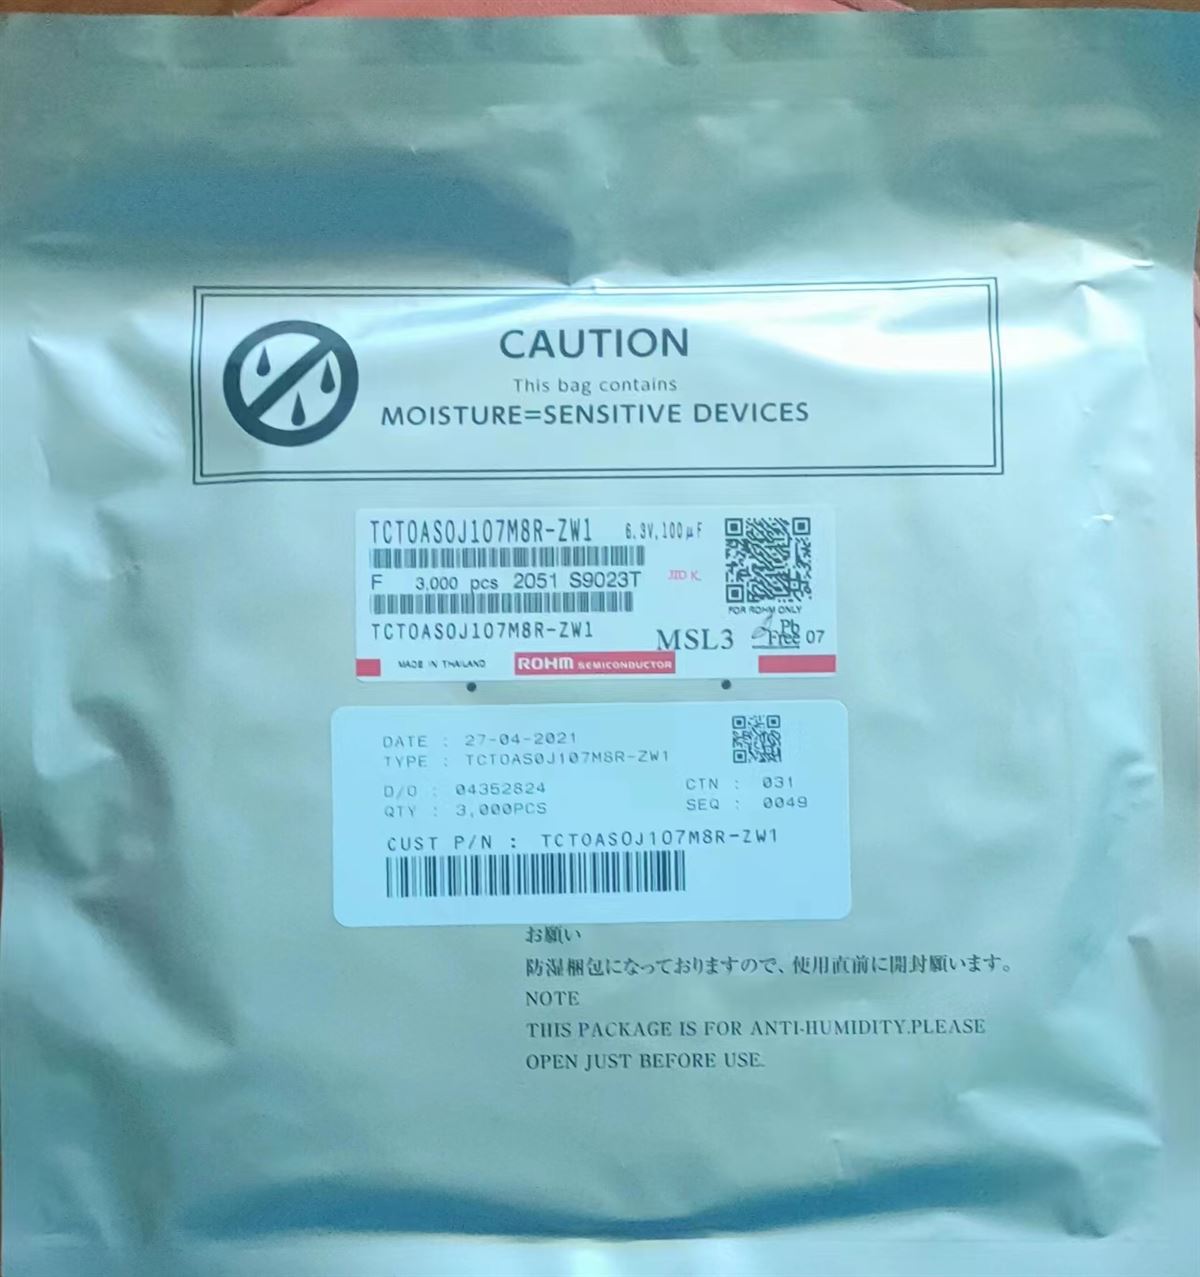 CAUTION
This bag contains
MOISTURE=SENSITIVE DEVICES
TCTOASOJ107M8R-ZW1 6.3V,100μF
F 3,000 pcs 2051 S9023T JID K.
FOR ROHM ONLY
TCTOASOJ107M8R-ZW1
MSL3 Pb Free 07
MADE IN THAILAND ROHM SEMICONDUCTOR
DATE : 27-04-2021
TYPE : TCTOAS0J107M8R-ZW1
D/O : 04352824 CTN : 031
QTY : 3,000PCS SEQ : 0049
CUST P/N : TCTOASOJ107M8R-ZW1
お願い
防湿梱包になっておりますので、使用直前に開封願います。
NOTE
THIS PACKAGE IS FOR ANTI-HUMIDITY.PLEASE
OPEN JUST BEFORE USE.